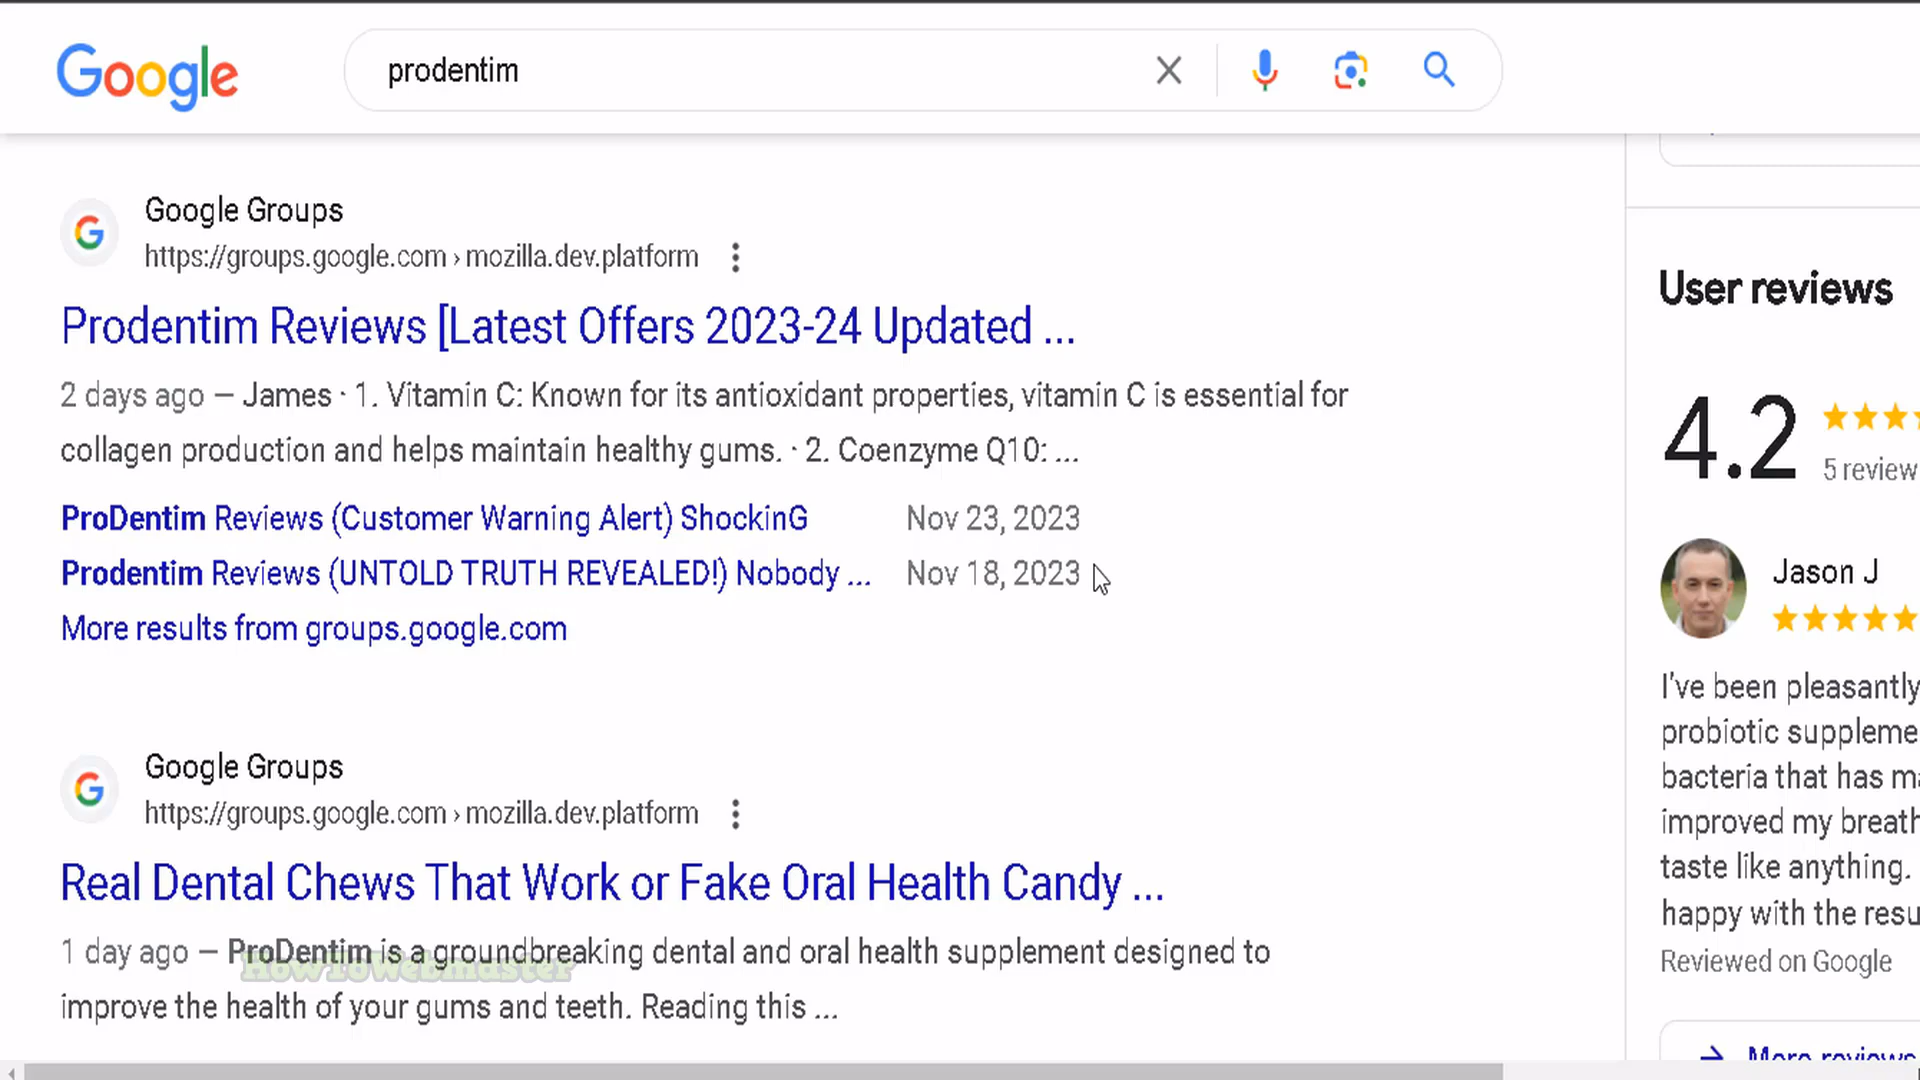 Google
prodentim
Google Groups
https://groups.google.com › mozilla.dev.platform
Prodentim Reviews [Latest Offers 2023-24 Updated ...
2 days ago — James · 1. Vitamin C: Known for its antioxidant properties, vitamin C is essential for
collagen production and helps maintain healthy gums. · 2. Coenzyme Q10: ...
ProDentim Reviews (Customer Warning Alert) ShockinG Nov 23, 2023
Prodentim Reviews (UNTOLD TRUTH REVEALED!) Nobody ... Nov 18, 2023
More results from groups.google.com
Google Groups
https://groups.google.com › mozilla.dev.platform
Real Dental Chews That Work or Fake Oral Health Candy ...
1 day ago — ProDentim is a groundbreaking dental and oral health supplement designed to
HowToWebmaster
improve the health of your gums and teeth. Reading this ...
User reviews
4.2
5 review
Jason J
I've been pleasantly
probiotic suppleme
bacteria that has ma
improved my breath
taste like anything.
happy with the resu
Reviewed on Google
More reviews